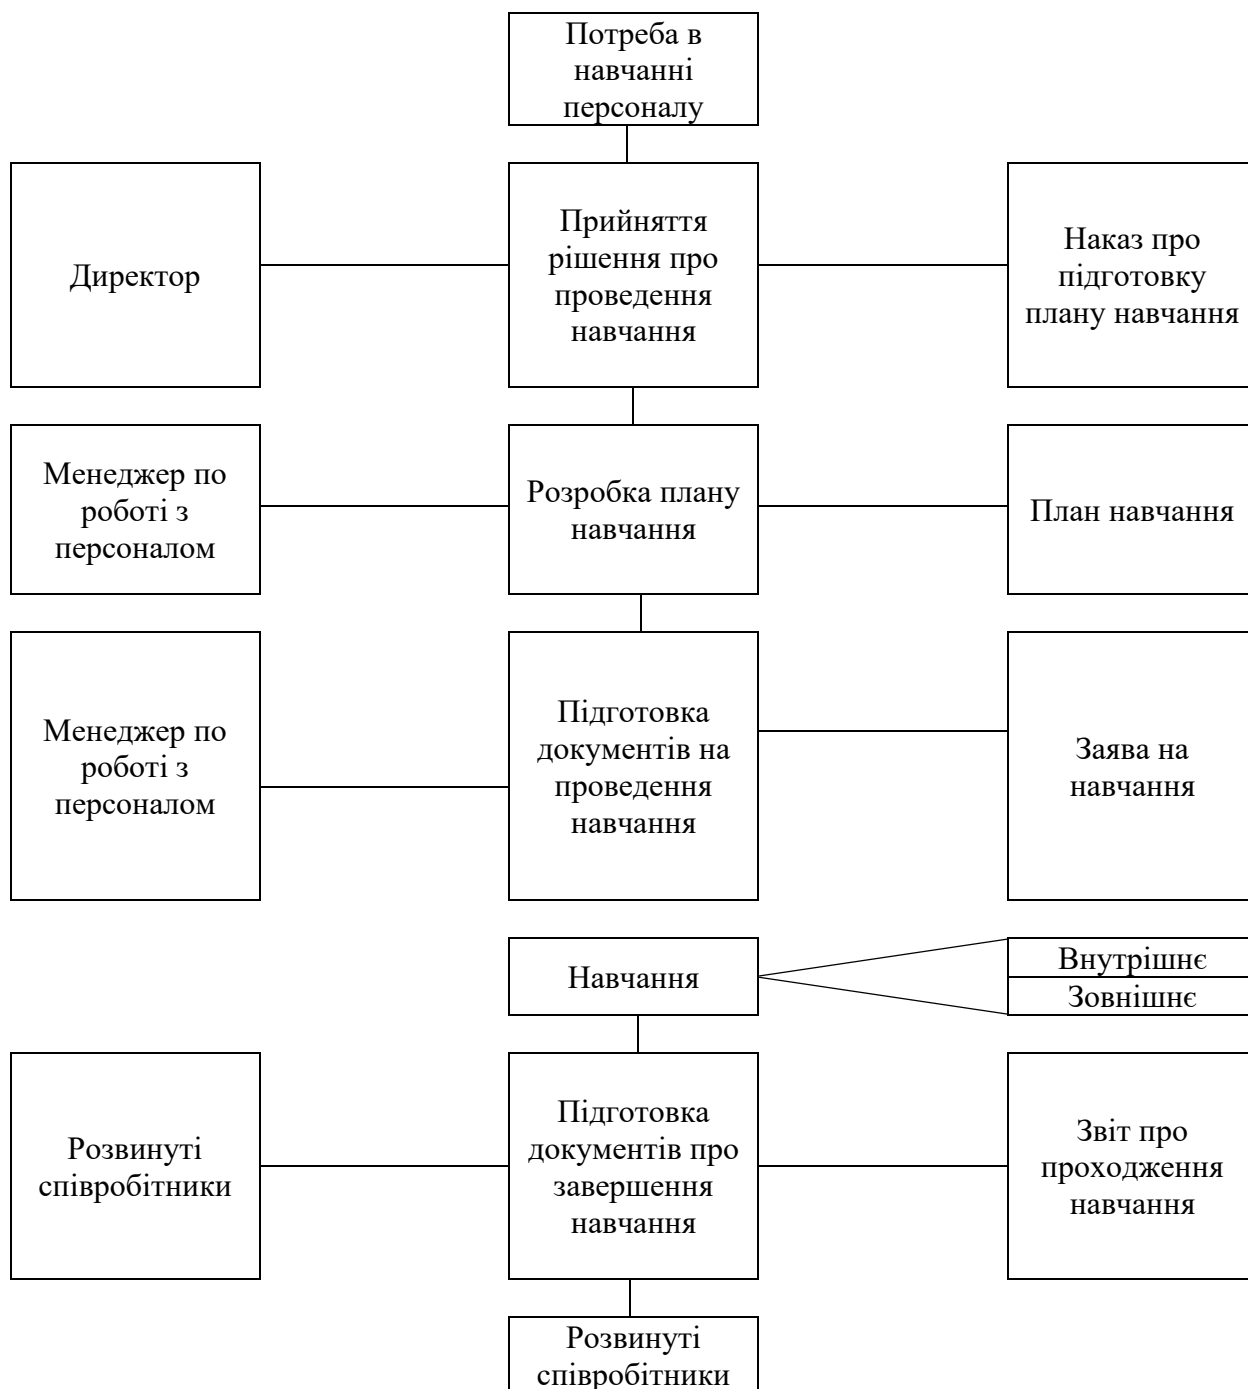 Потреба в
навчанні
персоналу
Директор
Прийняття
рішення про
проведення
навчання
Наказ про
підготовку
плану навчання
Менеджер по
роботі з
персоналом
Розробка плану
навчання
План навчання
Менеджер по
роботі з
персоналом
Підготовка
документів на
проведення
навчання
Заява на
навчання
Навчання
Внутрішнє
Зовнішнє
Розвинуті
співробітники
Підготовка
документів про
завершення
навчання
Звіт про
проходження
навчання
Розвинуті
співробітники